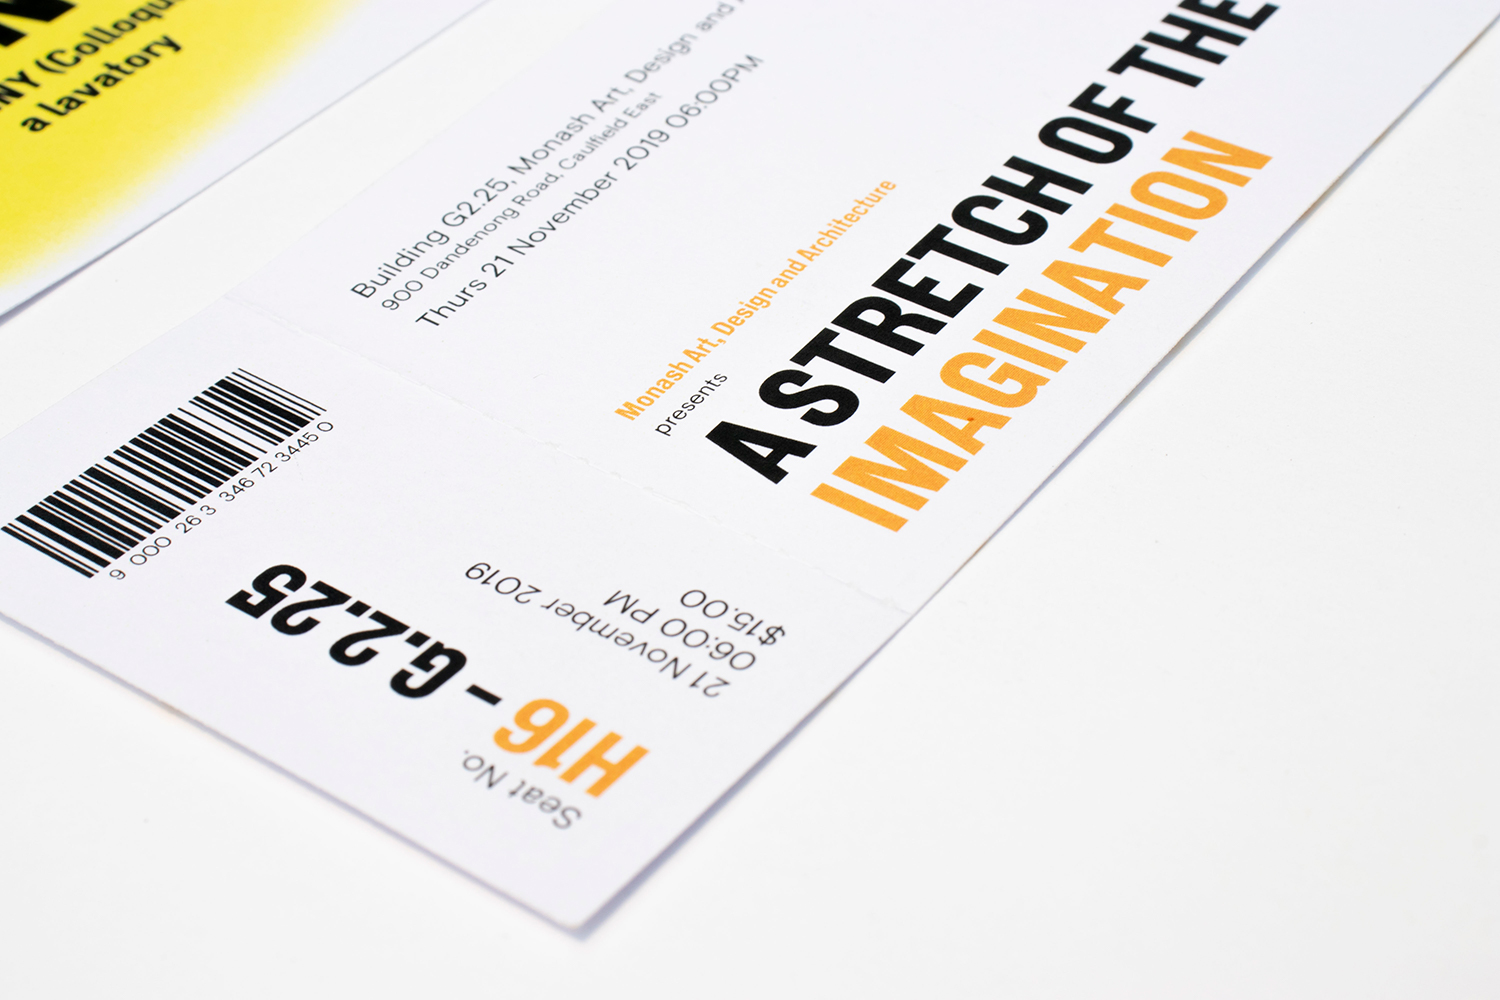 NY (Colloqu
a lavatory
Building G2.25, Monash Art, Design and
900 Dandenong Road, Caulfield East
Thurs 21 November 2019 06:00PM
Monash Art, Design and Architecture
presents
A STRETCH OF THE
IMAGINATION
9 000 26 3 346 72 3445 0
21 November 2019
06:00 PM
$15.00
Seat No.
H16 – G.2.25